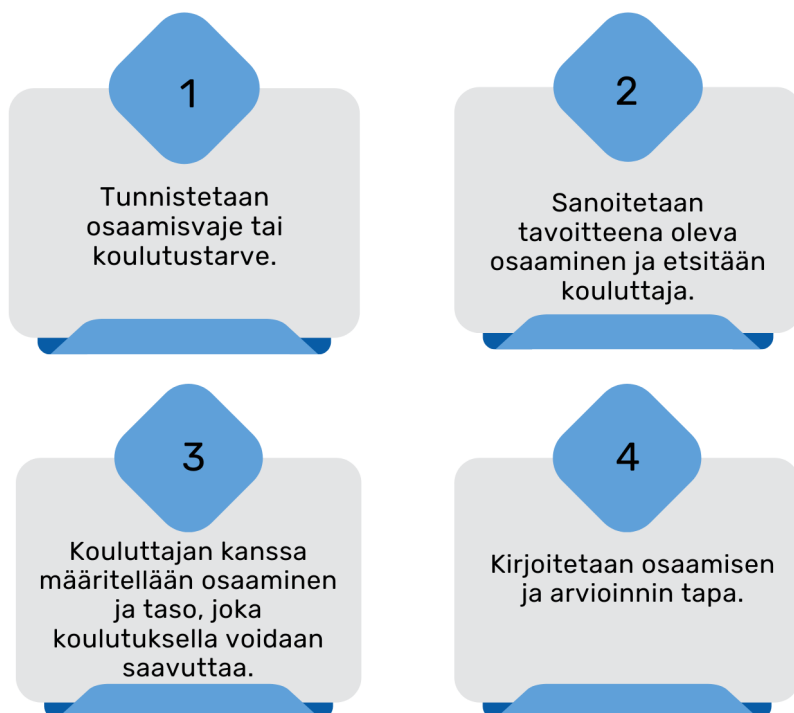 1
Tunnistetaan
osaamisvaje tai
koulutustarve.
2
Sanoitetaan
tavoitteena oleva
osaaminen ja etsitään
kouluttaja.
3
Kouluttajan kanssa
määritellään osaaminen
ja taso, joka
koulutuksella voidaan
saavuttaa.
4
Kirjoitetaan osaamisen
ja arvioinnin tapa.